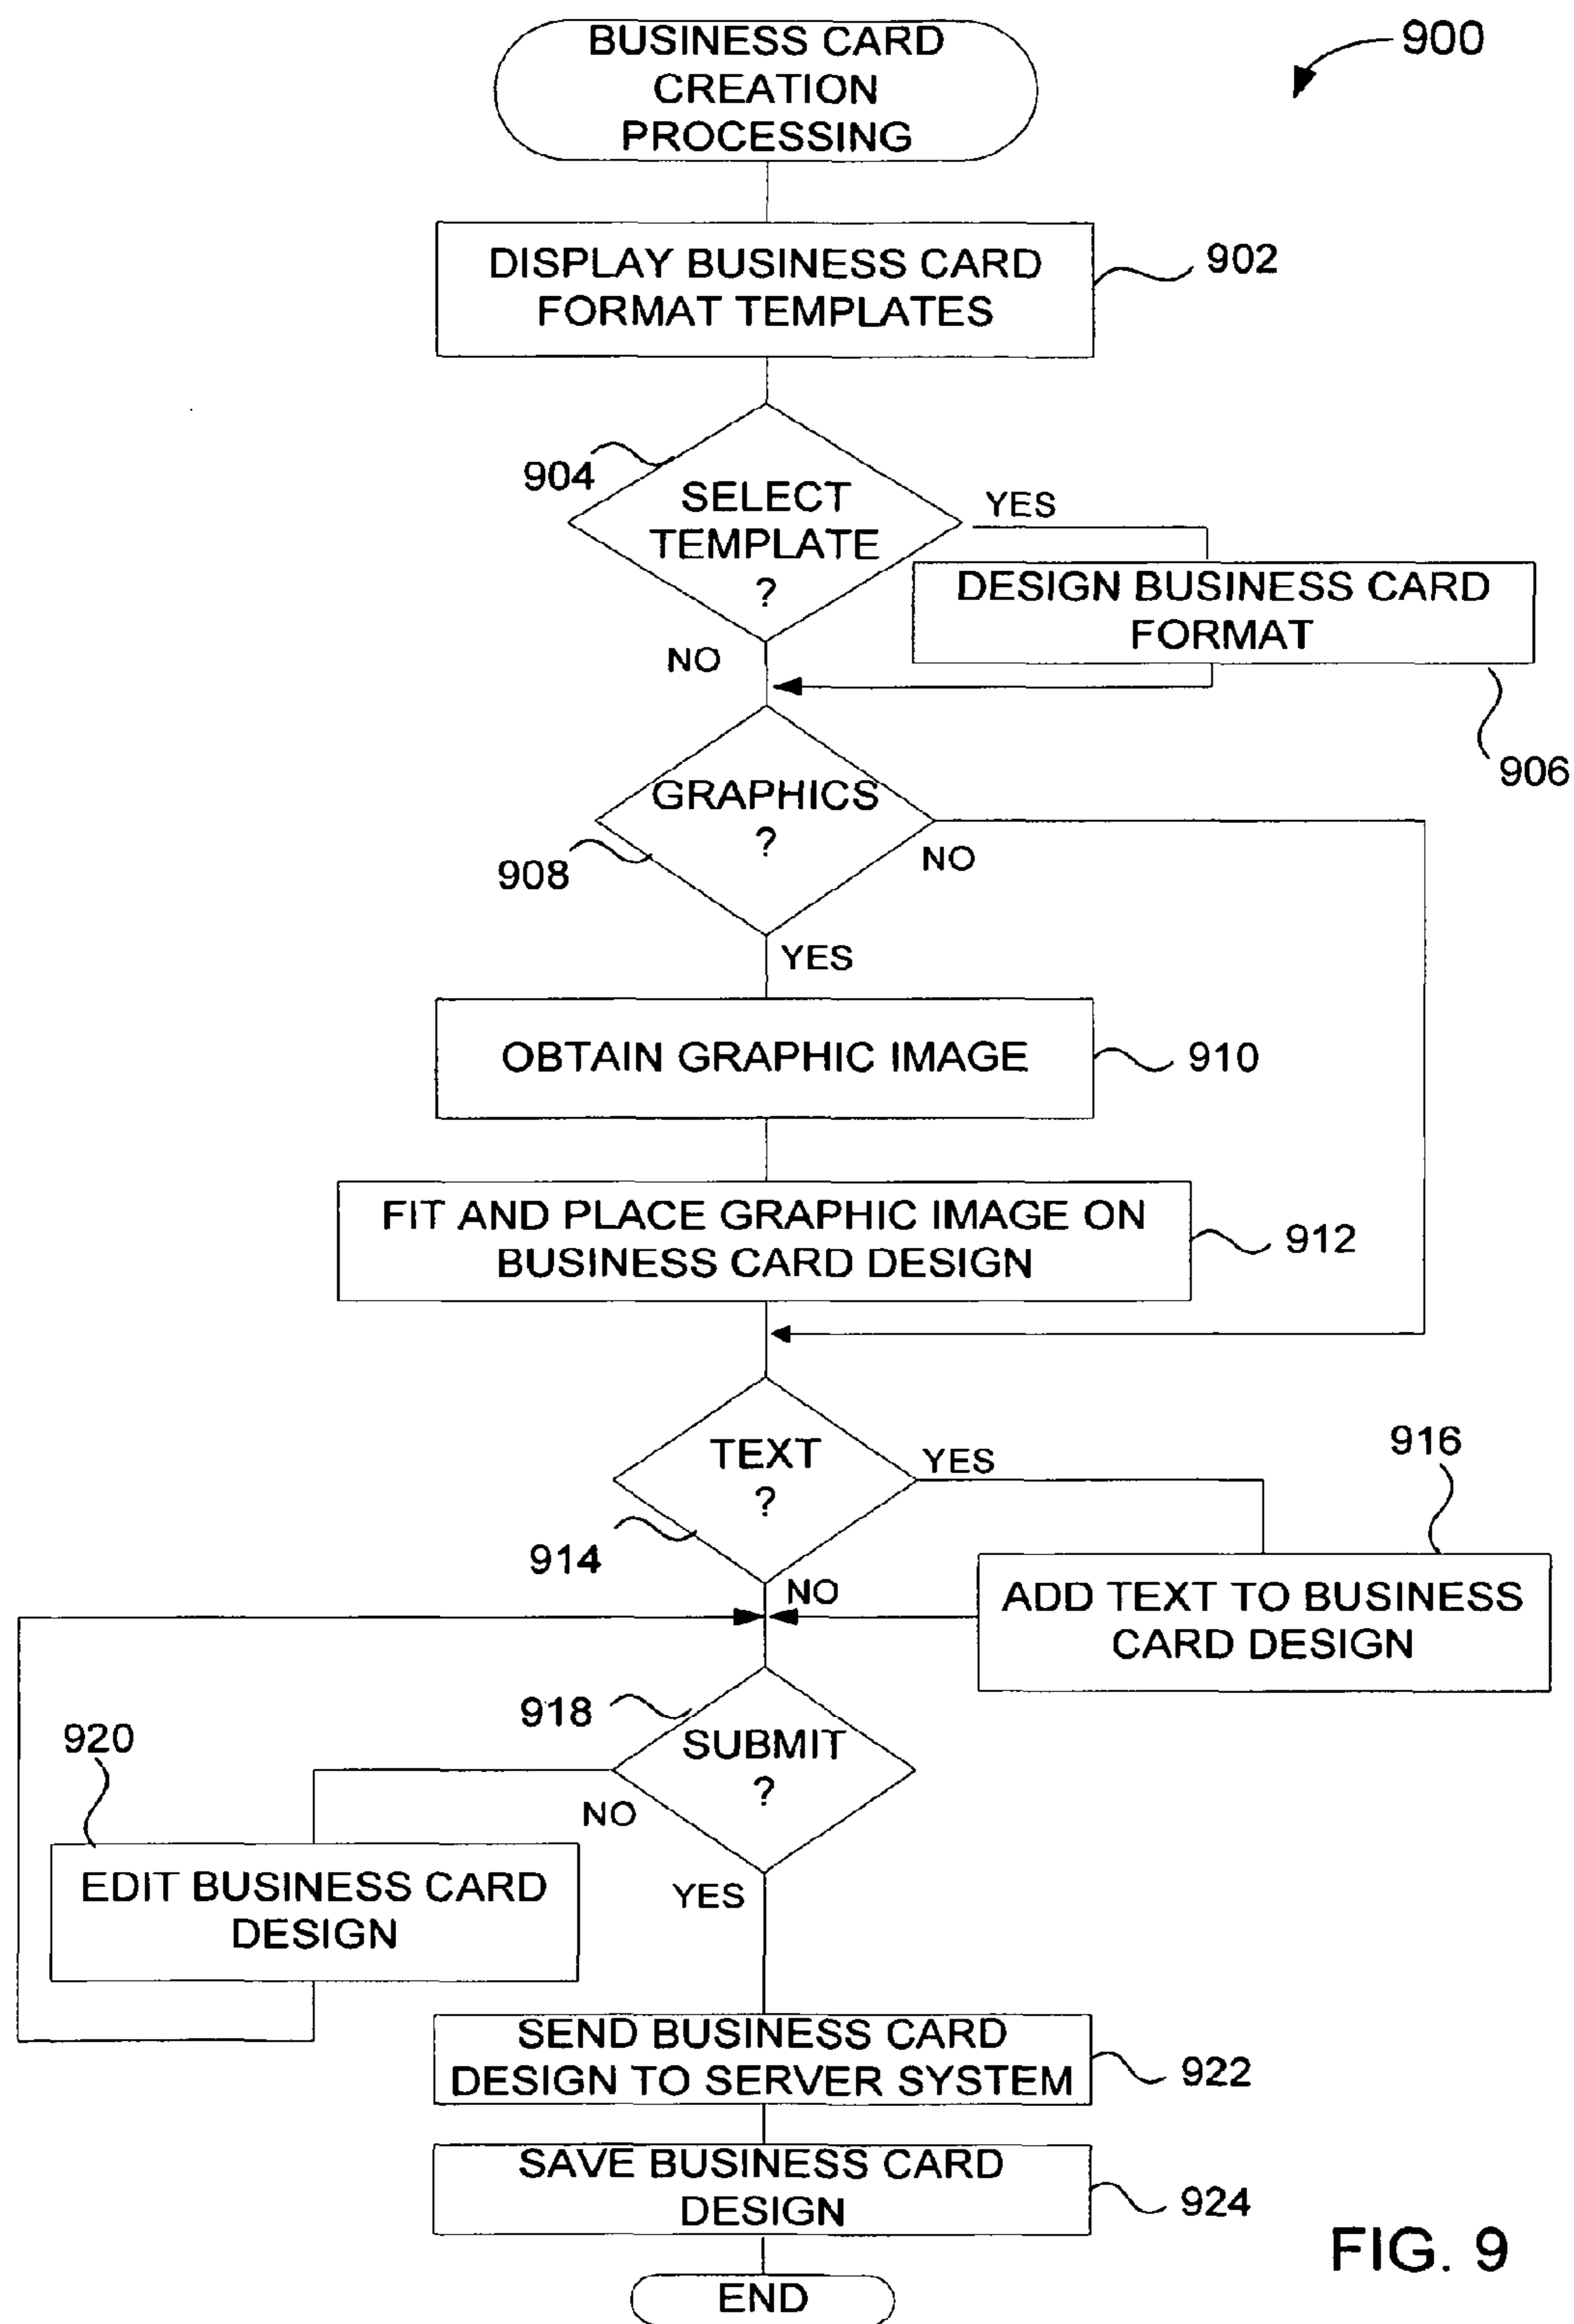 BUSINESS CARD
CREATION
PROCESSING
900
DISPLAY BUSINESS CARD
FORMAT TEMPLATES
902
904
SELECT
TEMPLATE
?
YES
NO
DESIGN BUSINESS CARD
FORMAT
906
GRAPHICS
?
908
NO
YES
OBTAIN GRAPHIC IMAGE
910
FIT AND PLACE GRAPHIC IMAGE ON
BUSINESS CARD DESIGN
912
TEXT
?
YES
914
NO
916
ADD TEXT TO BUSINESS
CARD DESIGN
918
SUBMIT
?
NO
YES
920
EDIT BUSINESS CARD
DESIGN
SEND BUSINESS CARD
DESIGN TO SERVER SYSTEM
922
SAVE BUSINESS CARD
DESIGN
924
END
FIG. 9